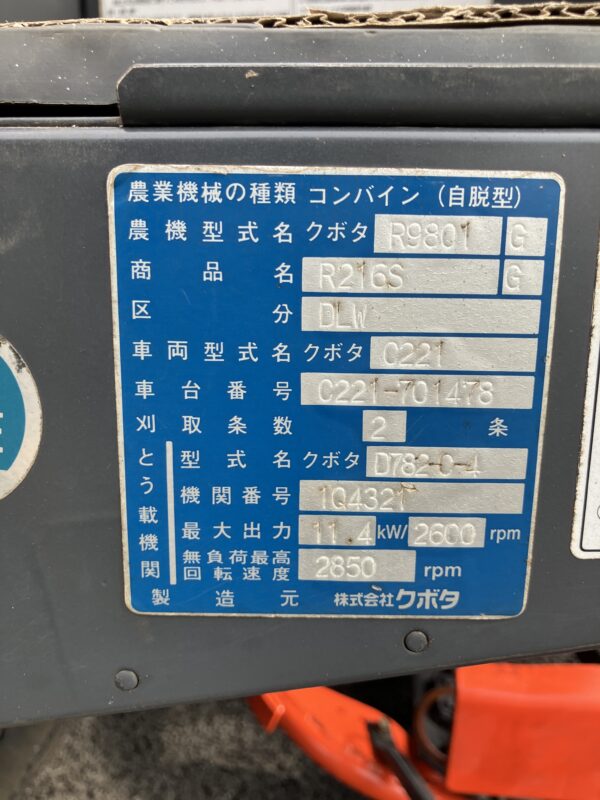 農業機械の種類 コンバイン (自脱型)
農機型式名 クボタ R9801 G
商品名 R216S G
区分 DLW
車両型式名 クボタ C221
車台番号 C221-701478
刈取条数 2 条
とう載機関
型式名 クボタ D782-C-4
機関番号 1Q4321
最大出力 11.4 kW/ 2600 rpm
無負荷最高回転速度 2850 rpm
製造元 株式会社クボタ